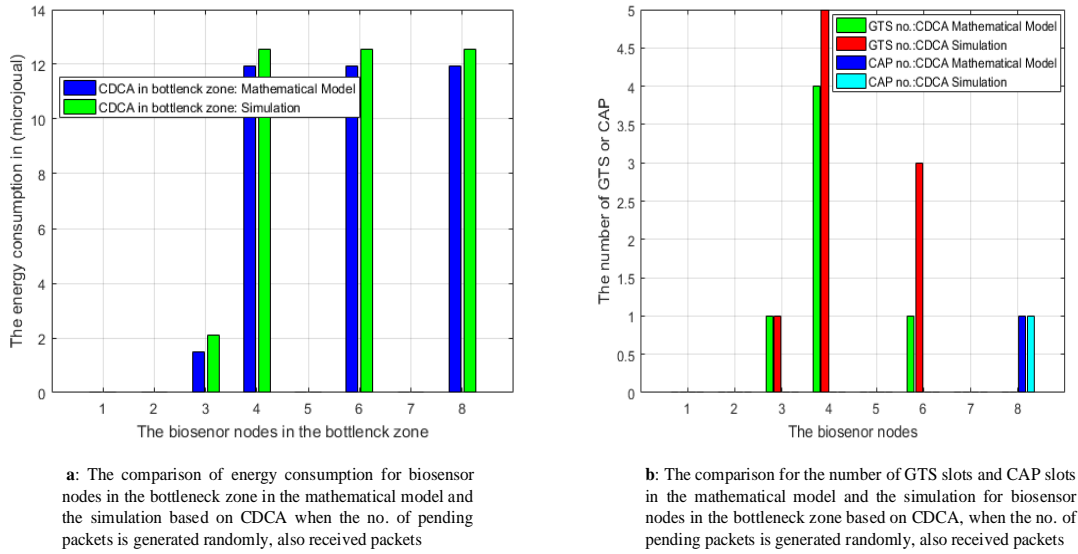 14
12
10
8
6
4
2
0
The energy consumption in (microjoual)
CDCA in bottlenck zone: Mathematical Model
CDCA in bottlenck zone: Simulation
1 2 3 4 5 6 7 8
The biosenor nodes in the bottlenck zone
a: The comparison of energy consumption for biosensor
nodes in the bottleneck zone in the mathematical model and
the simulation based on CDCA when the no. of pending
packets is generated randomly, also received packets
5
4.5
4
3.5
3
2.5
2
1.5
1
0.5
0
The number of GTS or CAP
GTS no.:CDCA Mathematical Model
GTS no.:CDCA Simulation
CAP no.:CDCA Mathematical Model
CAP no.:CDCA Simulation
1 2 3 4 5 6 7 8
The biosenor nodes
b: The comparison for the number of GTS slots and CAP slots
in the mathematical model and the simulation for biosensor
nodes in the bottleneck zone based on CDCA, when the no. of
pending packets is generated randomly, also received packets